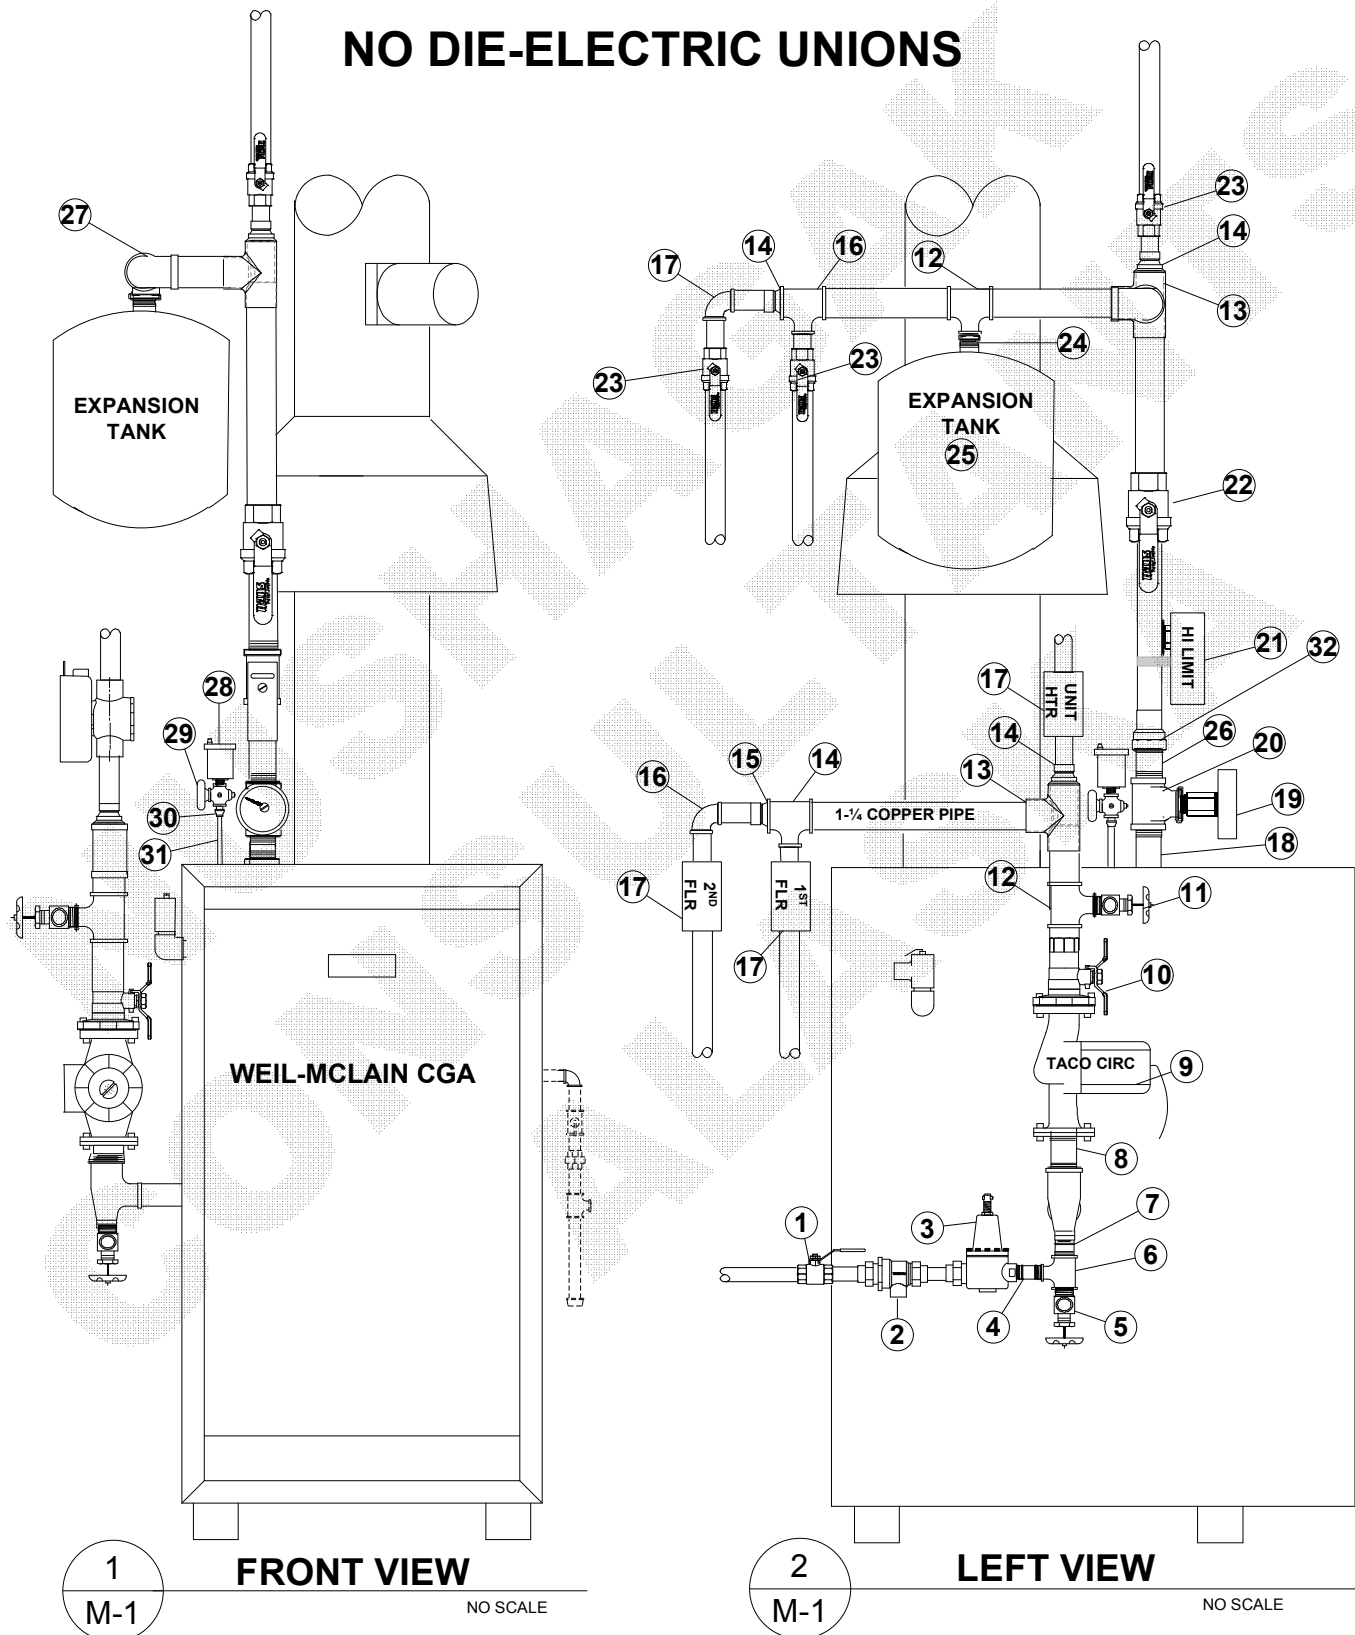 NO DIE-ELECTRIC UNIONS
27
EXPANSION
TANK
28
29
30
31
WEIL-MCLAIN CGA
1
M-1
FRONT VIEW
NO SCALE
23
14
13
12
16
14
17
23
23
24
EXPANSION
TANK
25
22
HI LIMIT
21
32
17
UNIT
HTR
14
26
20
13
19
15
14
16
1-¼ COPPER PIPE
18
12
11
2ND
FLR
1ST
FLR
17
17
10
TACO CIRC
9
8
7
3
1
6
2
4
5
2
M-1
LEFT VIEW
NO SCALE